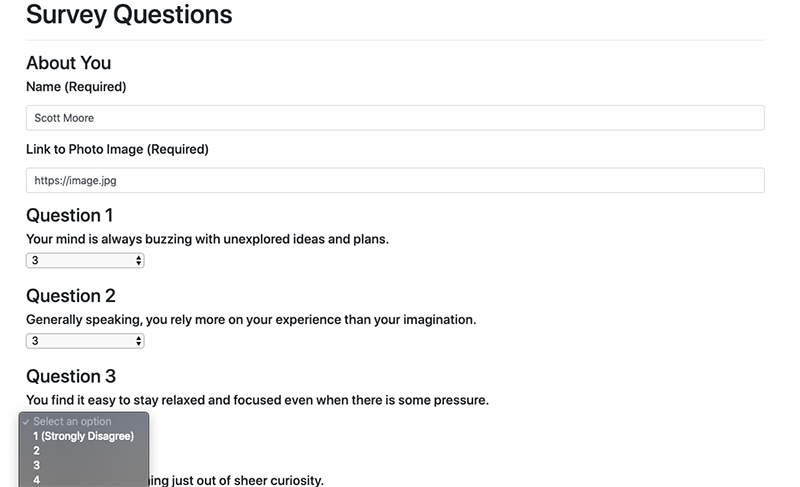 Survey Questions
About You
Name (Required)
Scott Moore
Link to Photo Image (Required)
https://image.jpg
Question 1
Your mind is always buzzing with unexplored ideas and plans.
3
Question 2
Generally speaking, you rely more on your experience than your imagination.
3
Question 3
You find it easy to stay relaxed and focused even when there is some pressure.
Select an option
1 (Strongly Disagree)
2
3
4
just out of sheer curiosity.